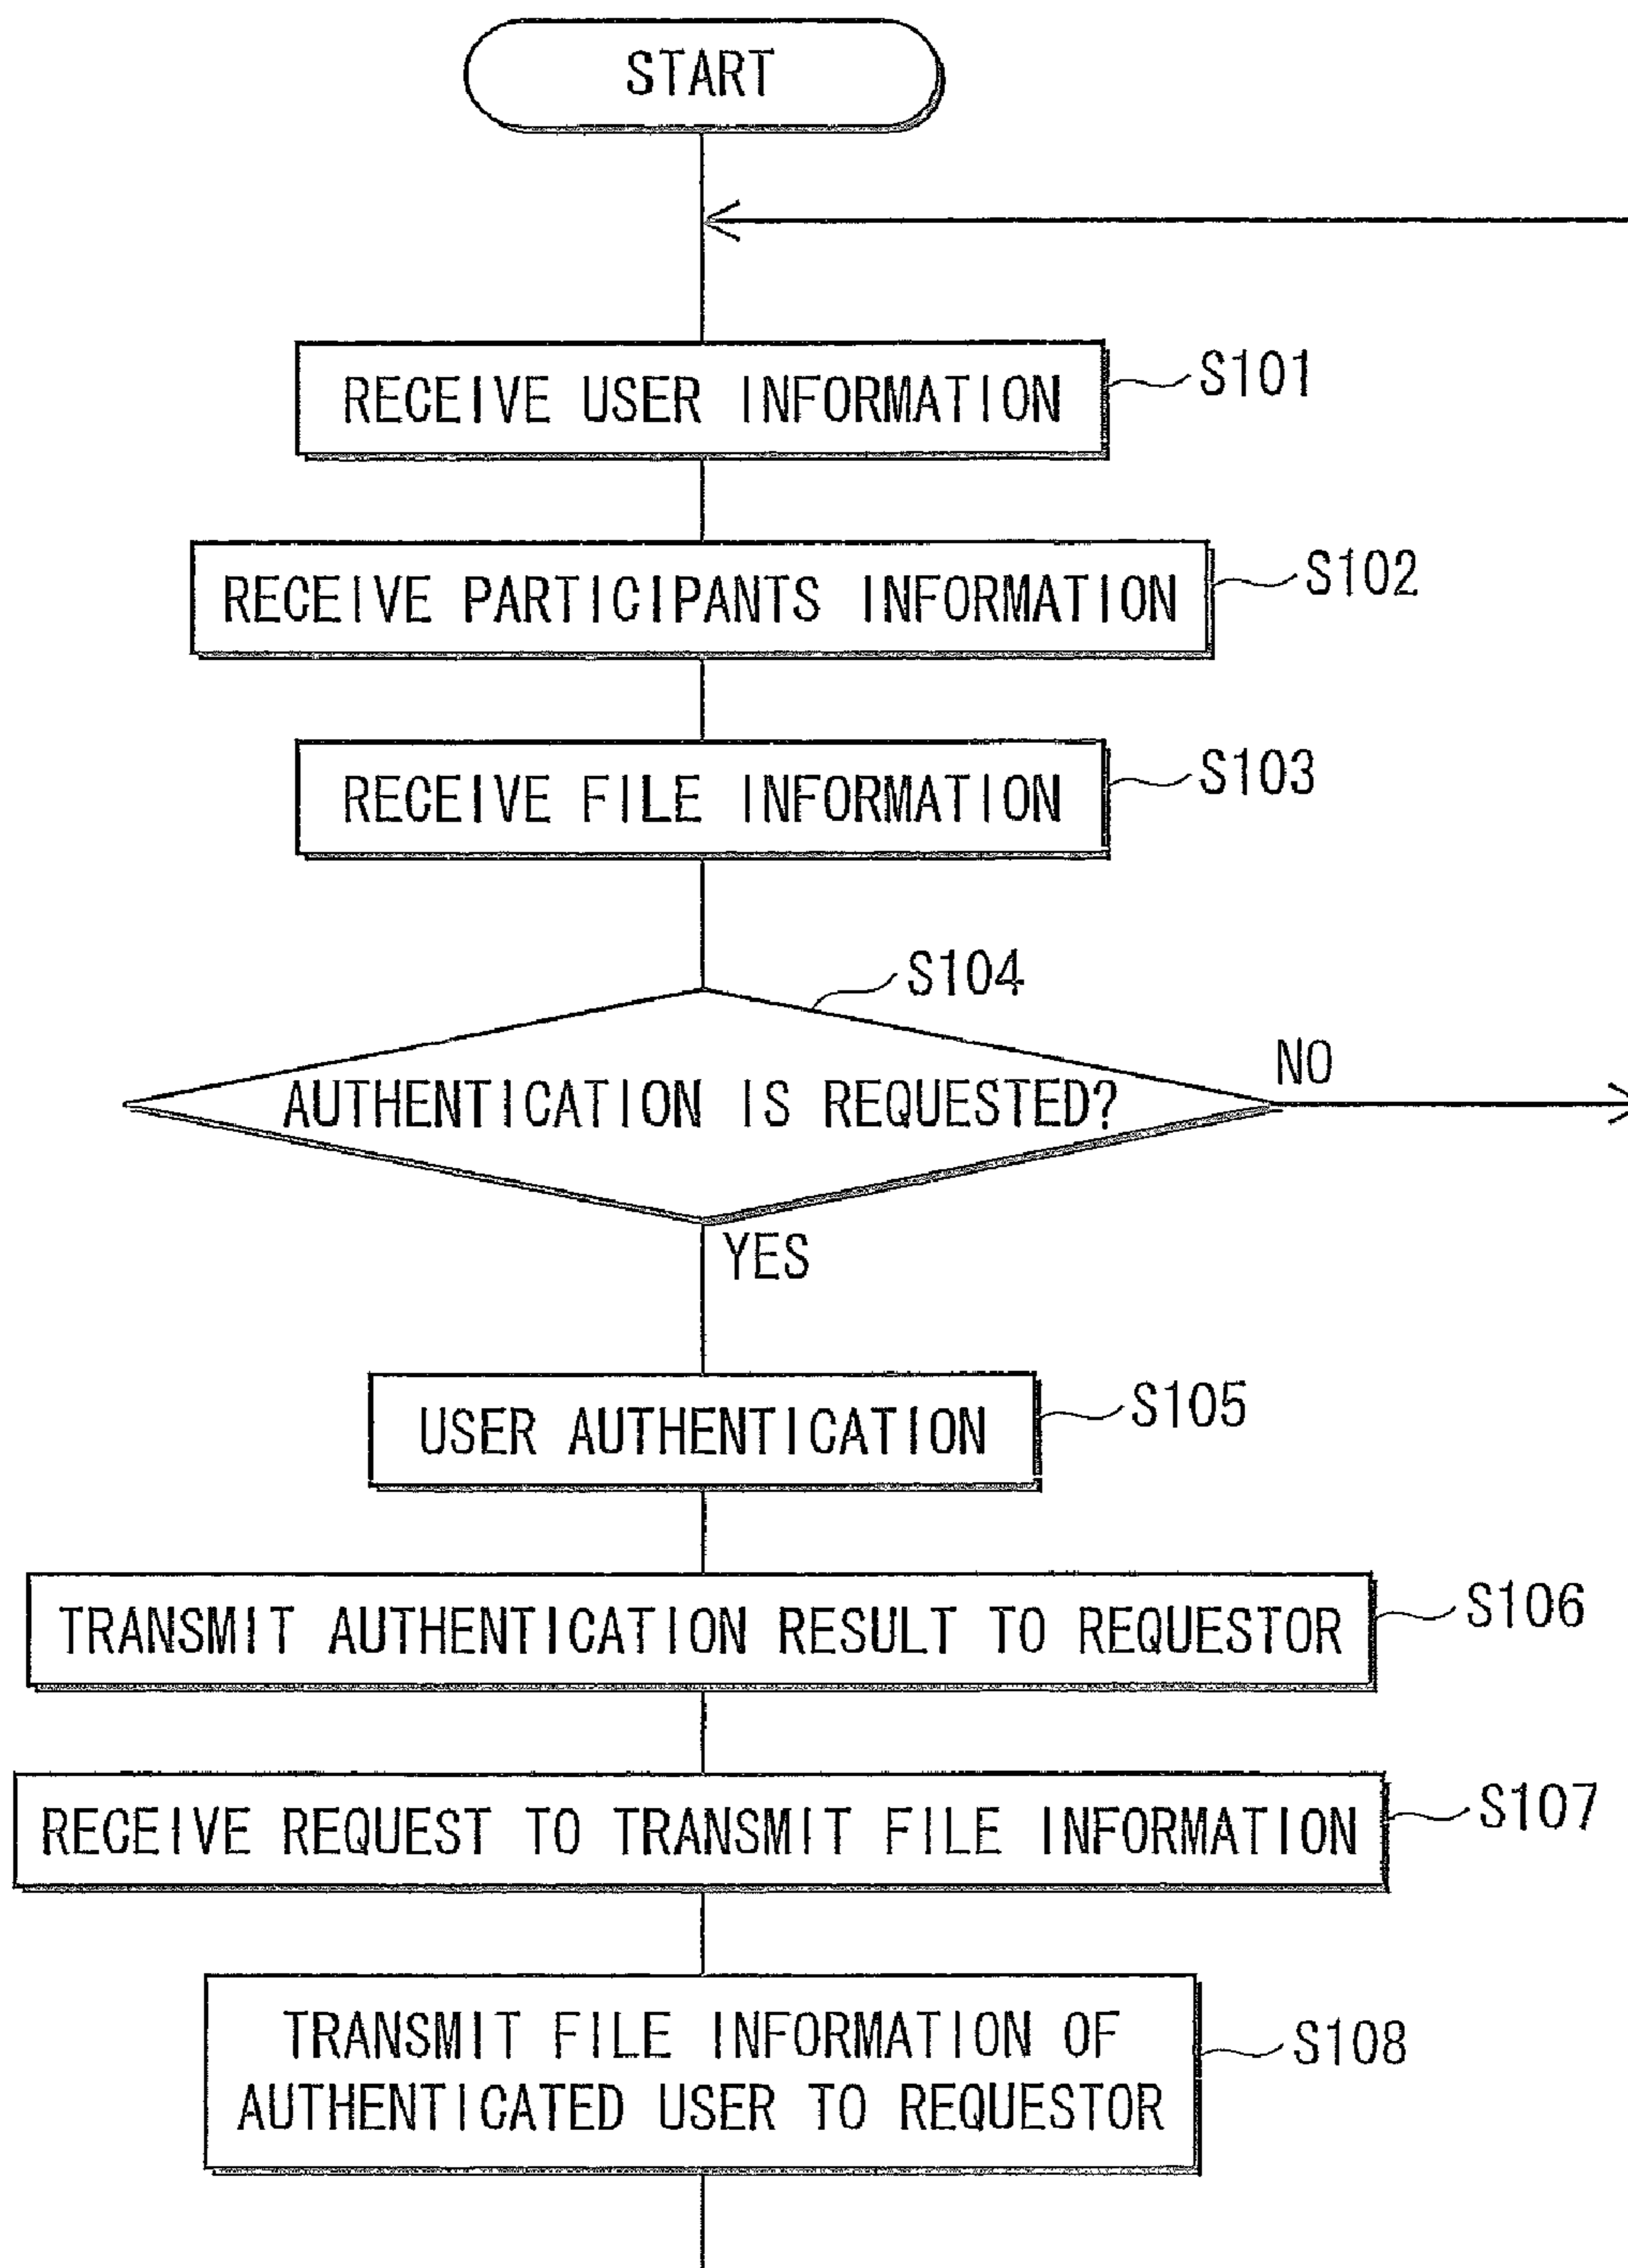 START
RECEIVE USER INFORMATION
S101
RECEIVE PARTICIPANTS INFORMATION
S102
RECEIVE FILE INFORMATION
S103
S104
AUTHENTICATION IS REQUESTED?
NO
YES
USER AUTHENTICATION
S105
TRANSMIT AUTHENTICATION RESULT TO REQUESTOR
S106
RECEIVE REQUEST TO TRANSMIT FILE INFORMATION
S107
TRANSMIT FILE INFORMATION OF
AUTHENTICATED USER TO REQUESTOR
S108